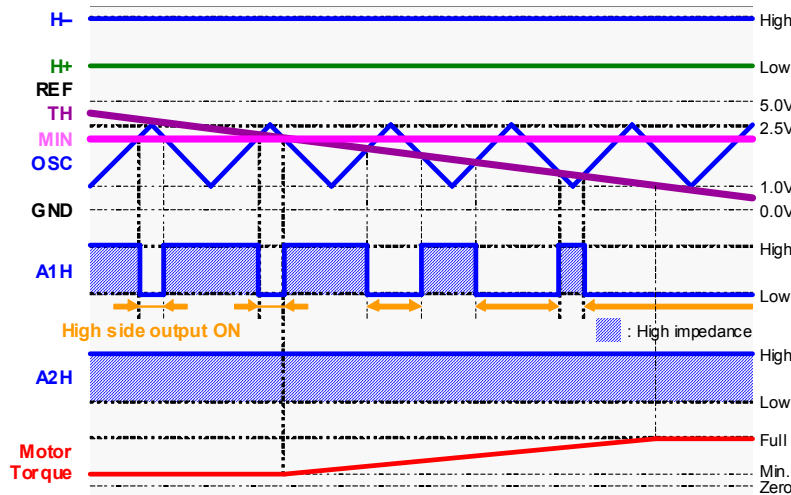 H–
High
H+
Low
REF
5.0V
TH
2.5V
MIN
OSC
1.0V
GND
0.0V
High
A1H
Low
High side output ON
: High impedance
High
A2H
Low
Full
Motor
Torque
Min.
Zero